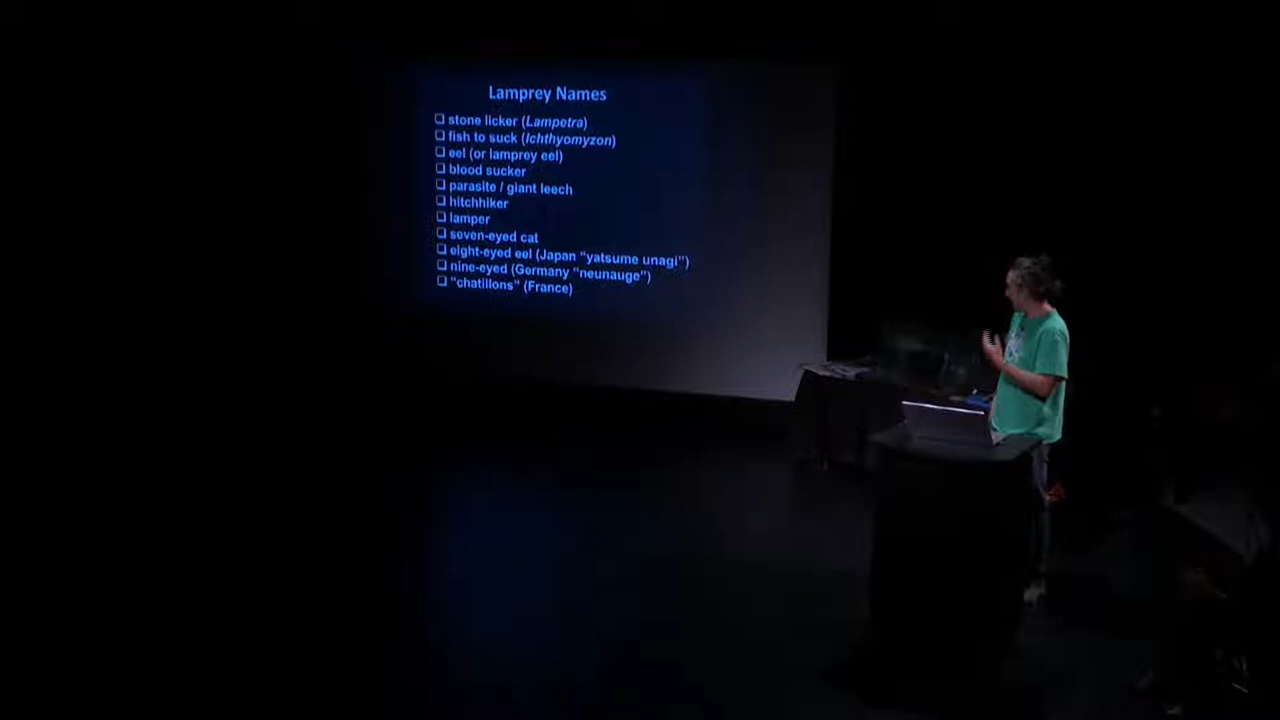 Lamprey Names
❑ stone licker (Lampetra)
❑ fish to suck (Ichthyomyzon)
❑ eel (or lamprey eel)
❑ blood sucker
❑ parasite / giant leech
❑ hitchhiker
❑ lamper
❑ seven-eyed cat
❑ eight-eyed eel (Japan “yatsume unagi”)
❑ nine-eyed (Germany “neunauge”)
❑ “chatillons” (France)